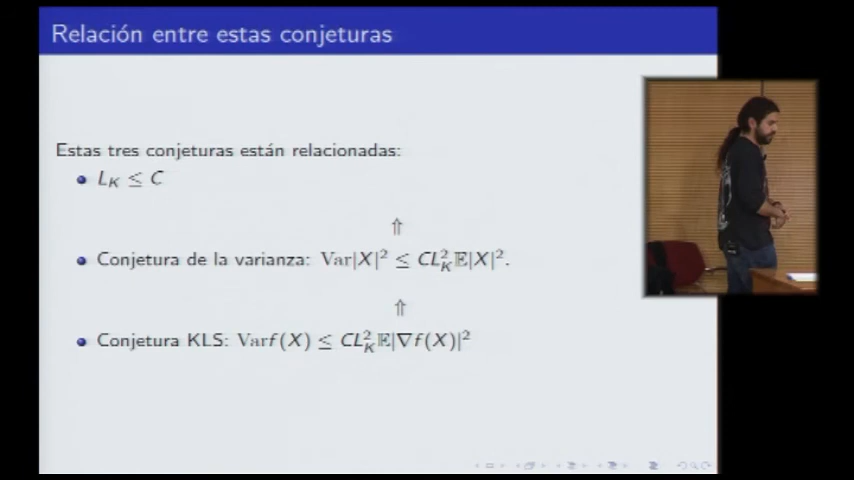 Relación entre estas conjeturas
Estas tres conjeturas están relacionadas:
L_K ≤ C
⇑
Conjetura de la varianza: Var|X|² ≤ CL_K² 𝔼|X|².
⇑
Conjetura KLS: Varf(X) ≤ CL_K² 𝔼|∇f(X)|²